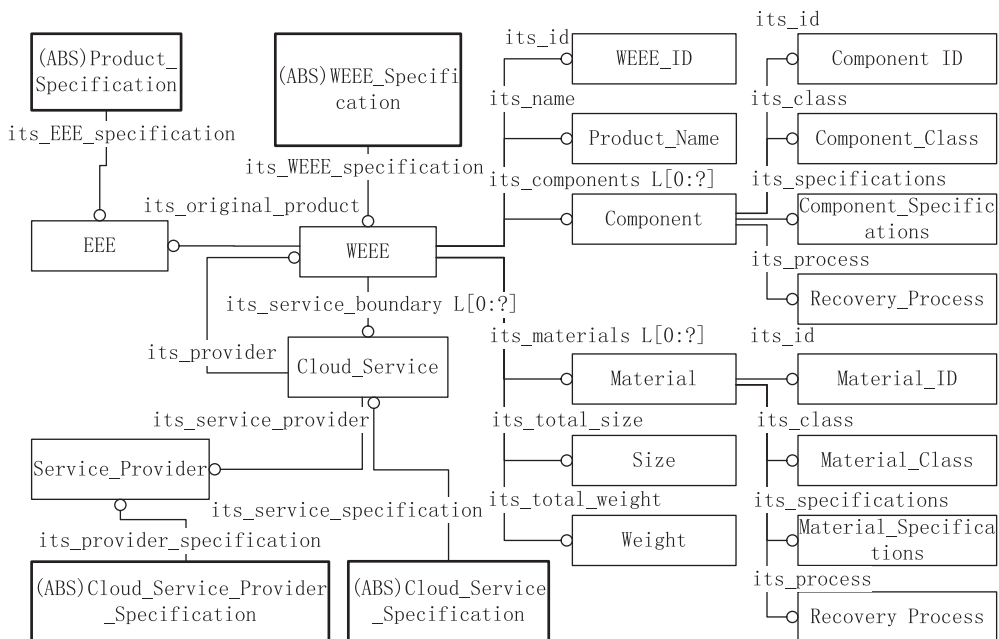 (ABS)Product_
Specification
its_EEE_specification
EEE
(ABS)WEEE_Specifi
cation
its_WEEE_specification
its_original_product
WEEE
its_service_boundary L[0:?]
its_provider
Cloud_Service
its_service_provider
Service_Provider
its_service_specification
its_provider_specification
(ABS)Cloud_Service_Provider
_Specification
(ABS)Cloud_Service
_Specification
its_id
WEEE_ID
its_name
Product_Name
its_components L[0:?]
Component
its_materials L[0:?]
Material
its_total_size
Size
its_total_weight
Weight
its_id
Component ID
its_class
Component_Class
its_specifications
Component_Specific
ations
its_process
Recovery_Process
its_id
Material_ID
its_class
Material_Class
its_specifications
Material_Specifica
tions
its_process
Recovery Process